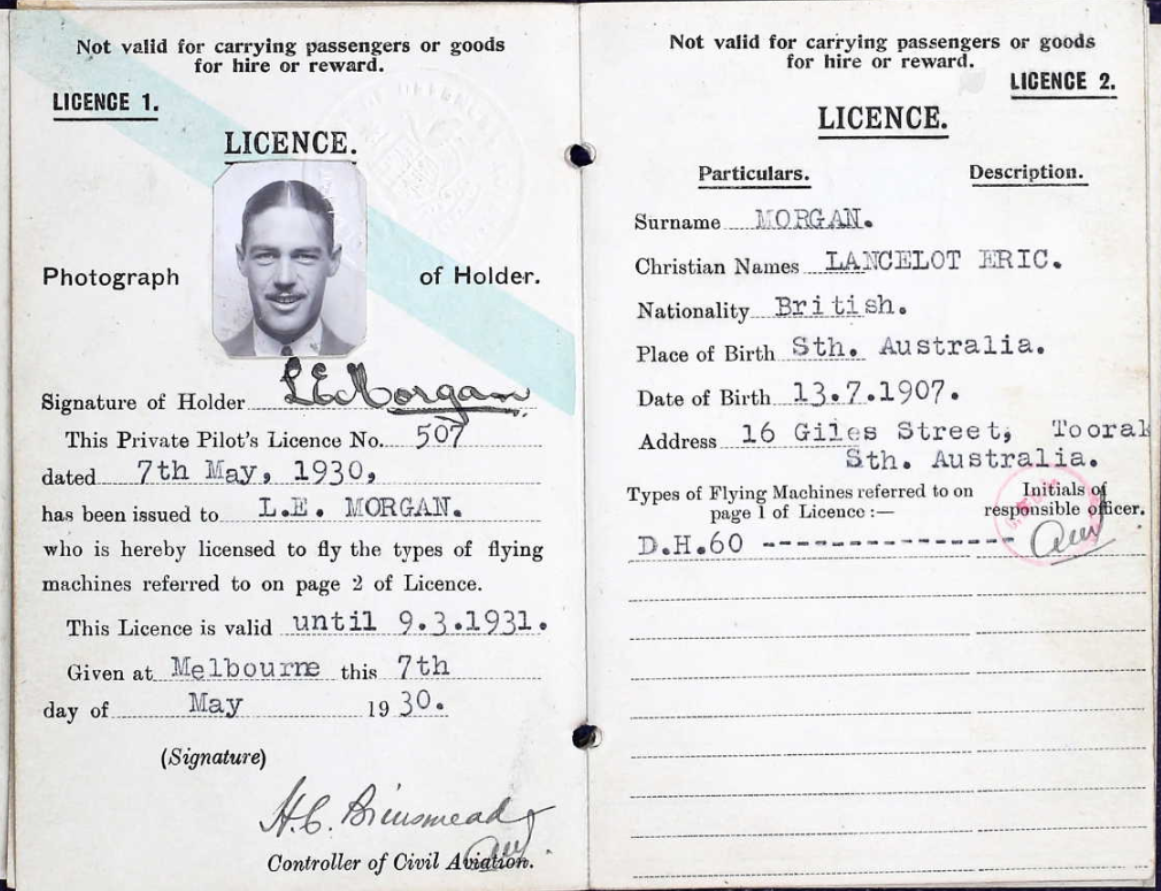 Not valid for carrying passengers or goods
for hire or reward.
LICENCE 1.
LICENCE.
Photograph of Holder.
Signature of Holder L E Morgan
This Private Pilot's Licence No. 507
dated 7th May, 1930,
has been issued to L.E. MORGAN.
who is hereby licensed to fly the types of flying
machines referred to on page 2 of Licence.
This Licence is valid until 9.3.1931.
Given at Melbourne this 7th
day of May 1930.
(Signature)
H.C. Brinsmead
Controller of Civil Aviation.
Not valid for carrying passengers or goods
for hire or reward.
LICENCE 2.
LICENCE.
Particulars. Description.
Surname MORGAN.
Christian Names LANCELOT ERIC.
Nationality British.
Place of Birth Sth. Australia.
Date of Birth 13.7.1907.
Address 16 Giles Street, Toorak
Sth. Australia.
Types of Flying Machines referred to on
page 1 of Licence :—
Initials of
responsible officer.
D.H.60 ----------------